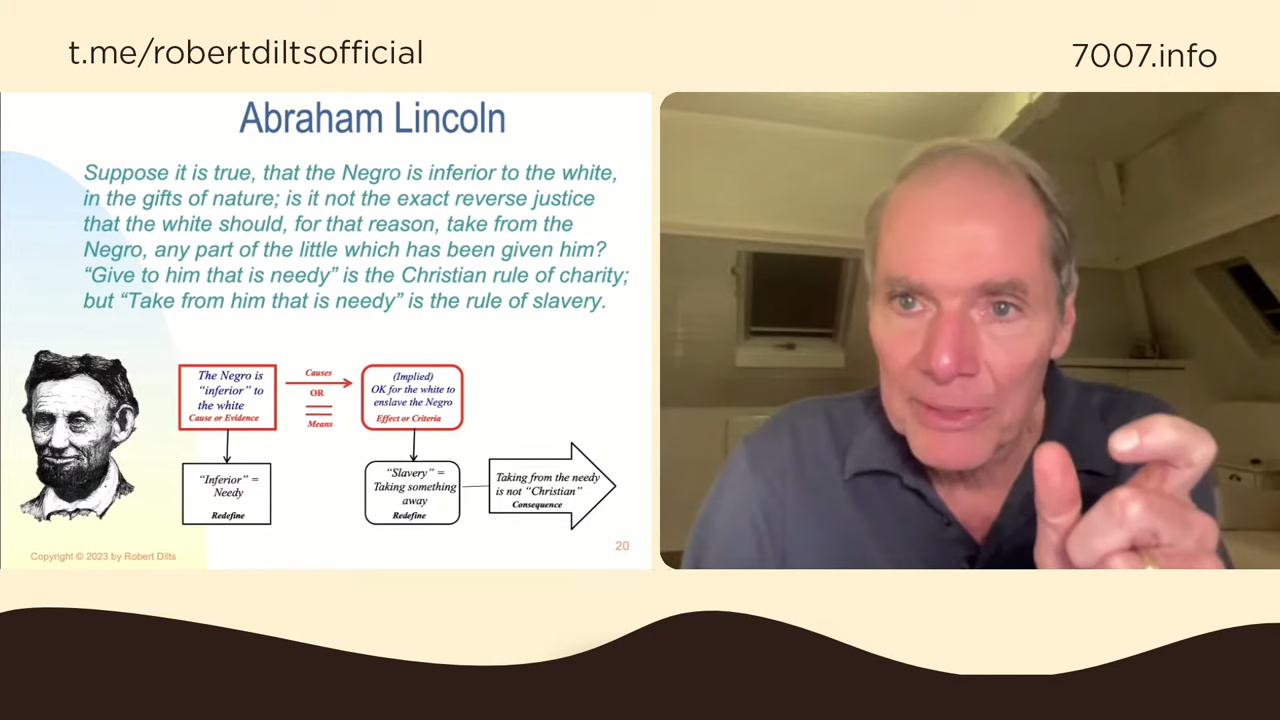 t.me/robertdiltsofficial
7007.info
Abraham Lincoln
Suppose it is true, that the Negro is inferior to the white,
in the gifts of nature; is it not the exact reverse justice
that the white should, for that reason, take from the
Negro, any part of the little which has been given him?
“Give to him that is needy” is the Christian rule of charity;
but “Take from him that is needy” is the rule of slavery.
The Negro is
“inferior” to
the white
Cause or Evidence
Causes
OR
Means
(Implied)
OK for the white to
enslave the Negro
Effect or Criteria
“Inferior” =
Needy
Redefine
“Slavery” =
Taking something
away
Redefine
Taking from the needy
is not “Christian”
Consequence
Copyright © 2023 by Robert Dilts
20